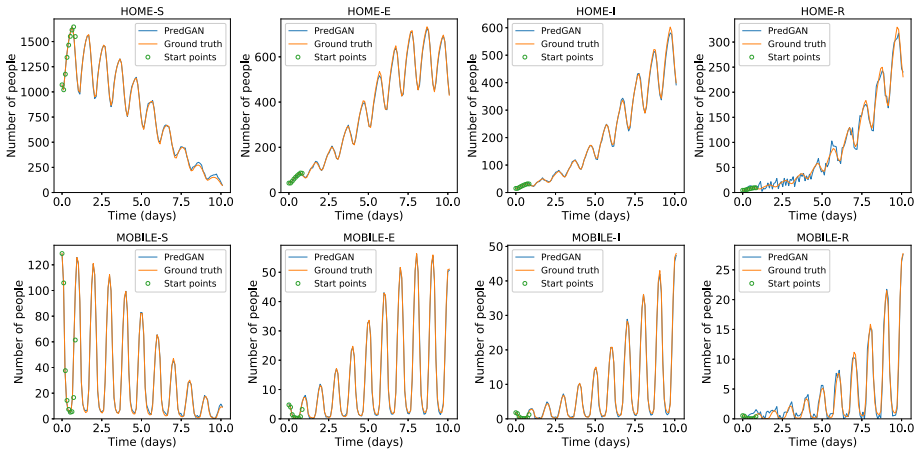 HOME-S
Number of people
1500
1250
1000
750
500
250
0
PredGAN
Ground truth
Start points
0.0 2.5 5.0 7.5 10.0
Time (days)
HOME-E
Number of people
600
400
200
0
PredGAN
Ground truth
Start points
0.0 2.5 5.0 7.5 10.0
Time (days)
HOME-I
Number of people
600
500
400
300
200
100
0
PredGAN
Ground truth
Start points
0.0 2.5 5.0 7.5 10.0
Time (days)
HOME-R
Number of people
300
250
200
150
100
50
0
PredGAN
Ground truth
Start points
0.0 2.5 5.0 7.5 10.0
Time (days)
MOBILE-S
Number of people
120
100
80
60
40
20
0
PredGAN
Ground truth
Start points
0.0 2.5 5.0 7.5 10.0
Time (days)
MOBILE-E
Number of people
50
40
30
20
10
0
PredGAN
Ground truth
Start points
0.0 2.5 5.0 7.5 10.0
Time (days)
MOBILE-I
Number of people
50
40
30
20
10
0
PredGAN
Ground truth
Start points
0.0 2.5 5.0 7.5 10.0
Time (days)
MOBILE-R
Number of people
25
20
15
10
5
0
PredGAN
Ground truth
Start points
0.0 2.5 5.0 7.5 10.0
Time (days)